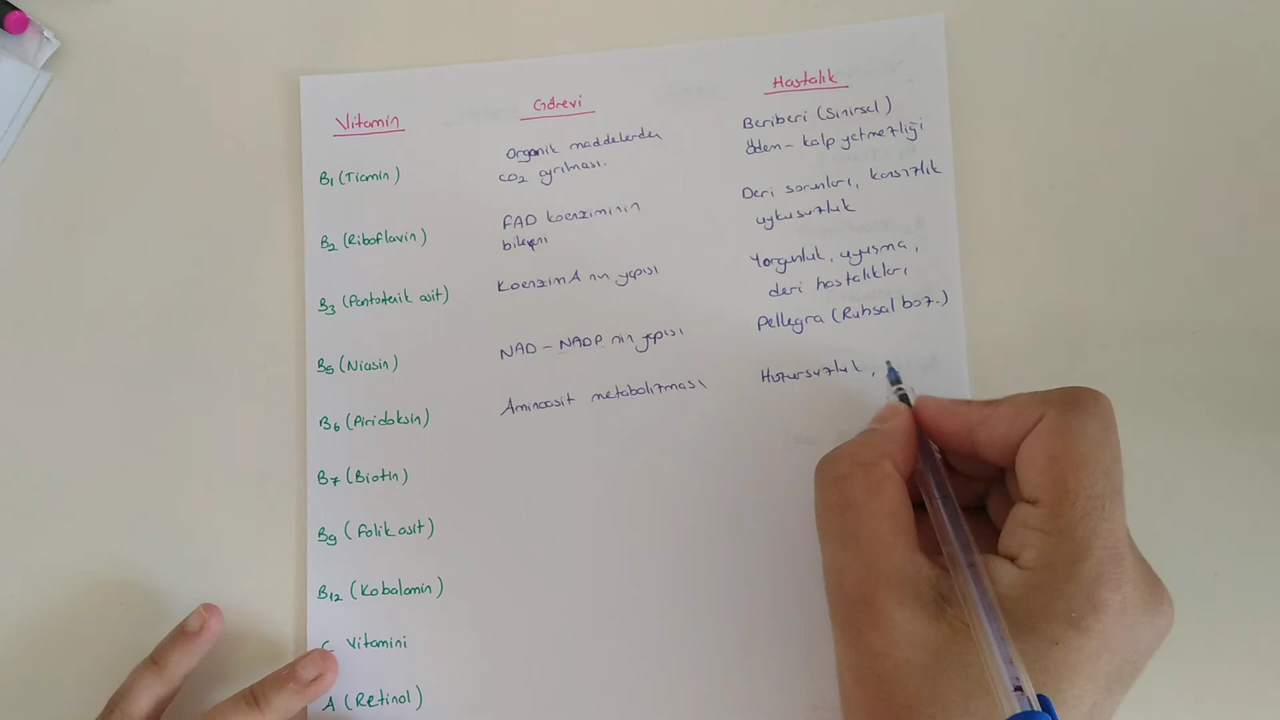 Vitamin Görevi Hastalık
B1 (Tiamin) Organik maddelerden Beriberi (Sinirsel)
CO2 ayrılması. Ödem - kalp yetmezliği
B2 (Riboflavin) FAD koenziminin Deri sorunları, kansızlık
bileşeni uykusuzluk
B3 (Pantotenik asit) Koenzim A nın yapısı Yorgunluk, uyuşma,
deri hastalıkları
B5 (Niasin) NAD - NADP nin yapısı Pellegra (Ruhsal boz.)
B6 (Piridoksin) Aminoasit metabolizması Huzursuzluk,
B7 (Biotin)
B9 (Folik asit)
B12 (Kobalamin)
C Vitamini
A (Retinol)